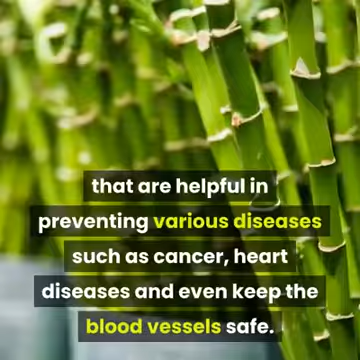 that are helpful in
preventing various diseases
such as cancer, heart
diseases and even keep the
blood vessels safe.